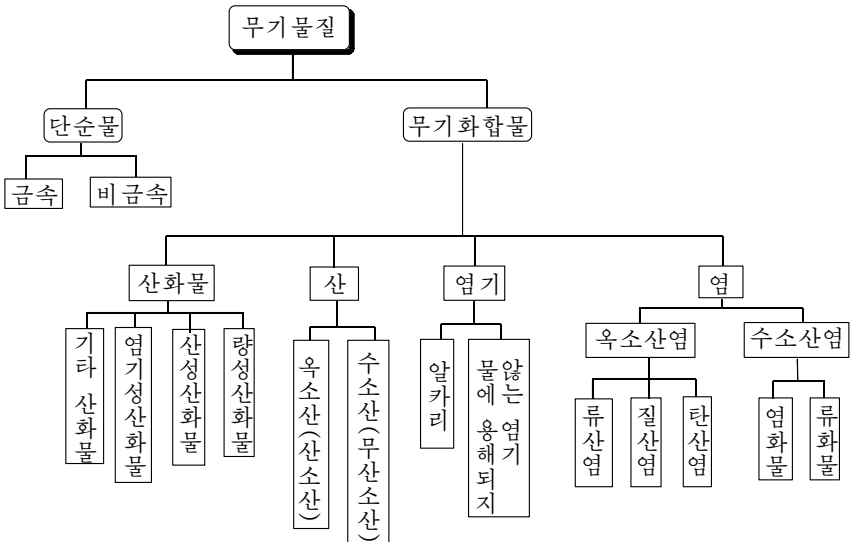 무기물질
단순물
무기화합물
금속
비금속
산화물
산
염기
염
기타 산화물
염기성산화물
산성산화물
량성산화물
옥소산(산소산)
수소산(무산소산)
알카리
물에 용해되지
않는 염기
옥소산염
수소산염
류산염
질산염
탄산염
염화물
류화물